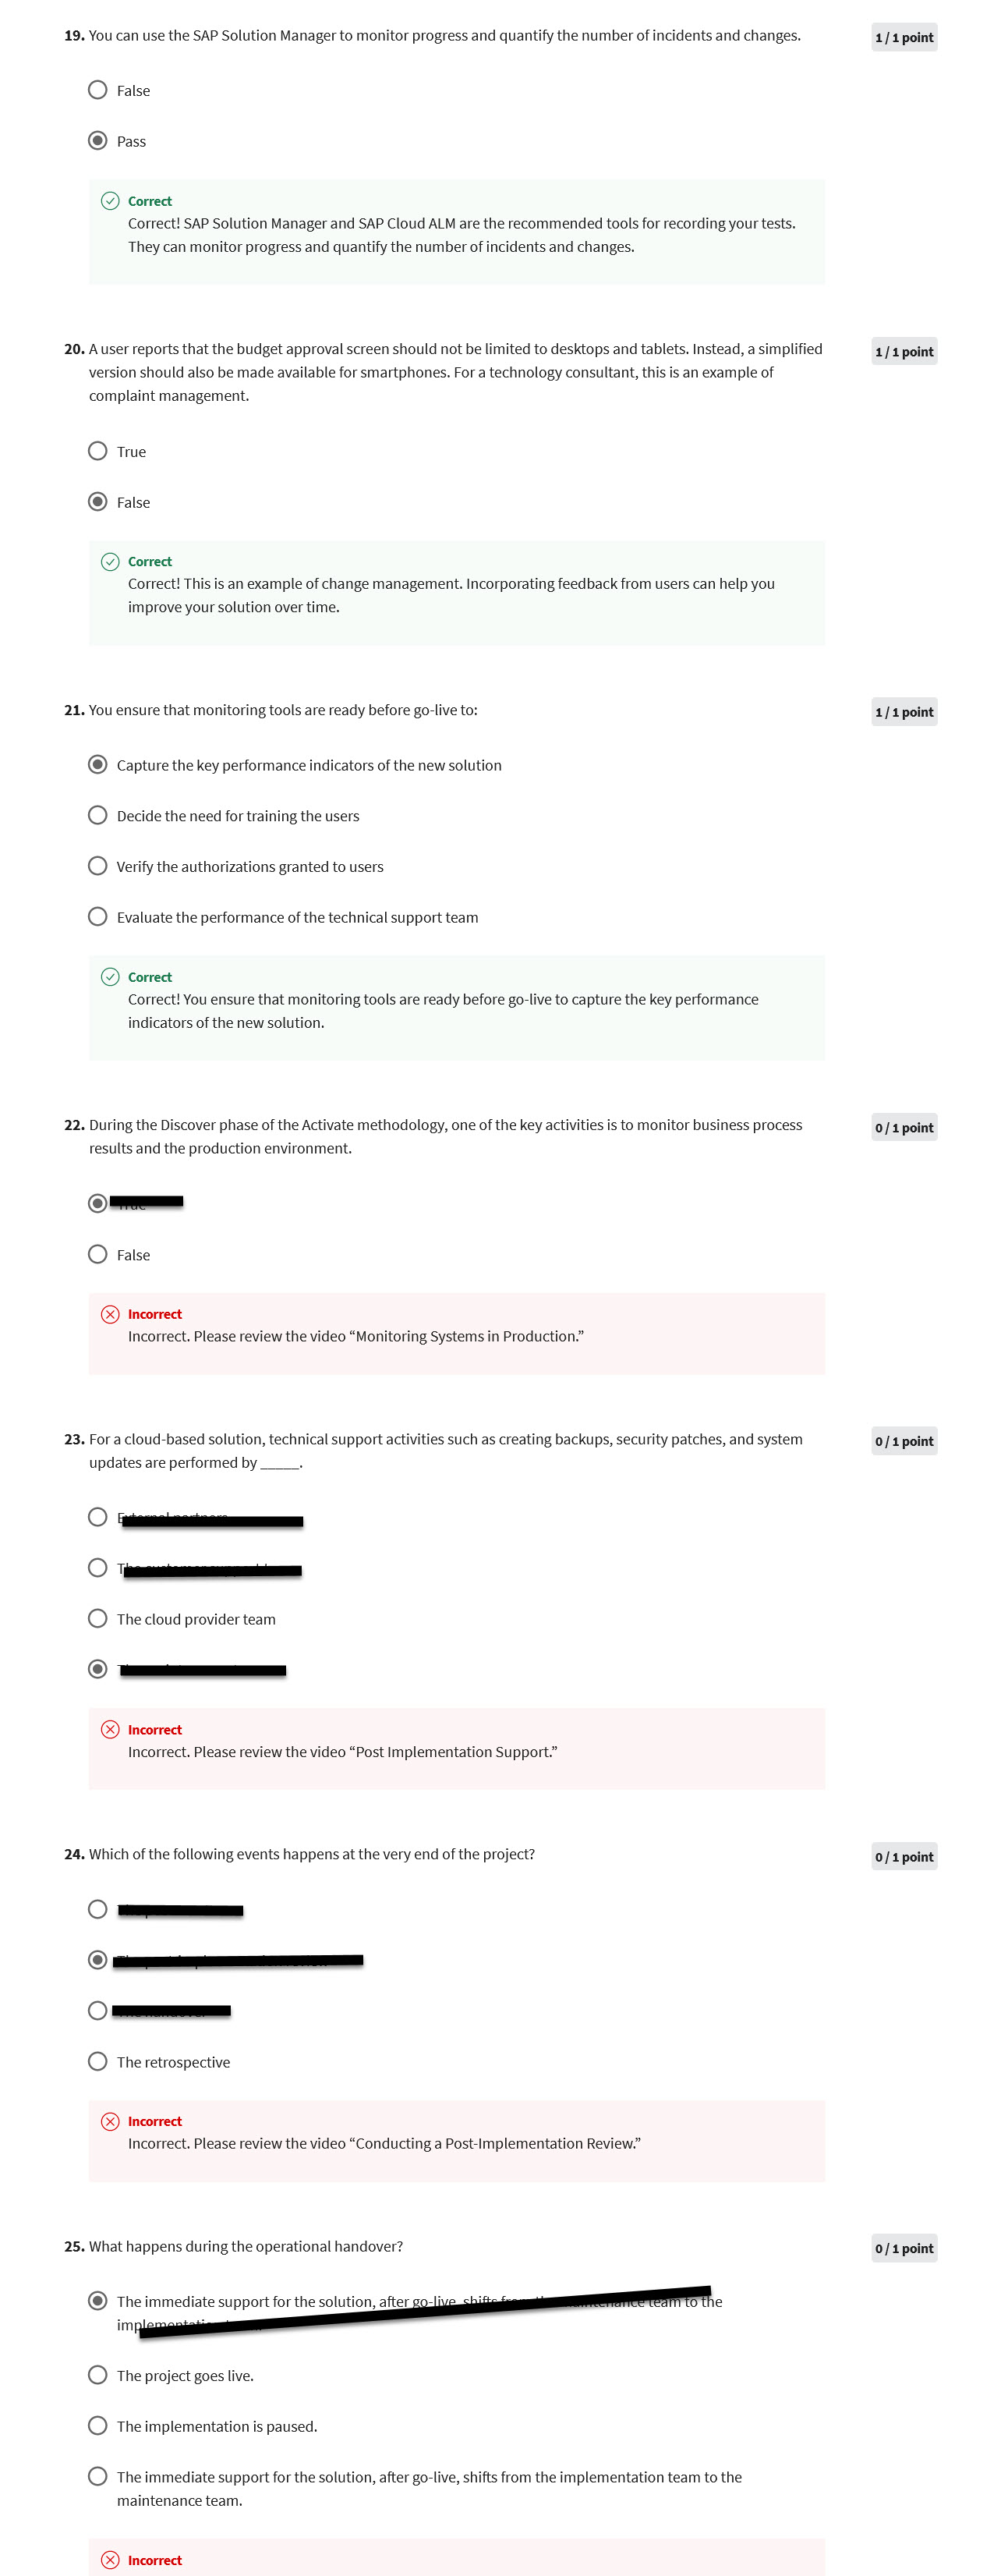 19. You can use the SAP Solution Manager to monitor progress and quantify the number of incidents and changes.
1 / 1 point
False
Pass
Correct
Correct! SAP Solution Manager and SAP Cloud ALM are the recommended tools for recording your tests.
They can monitor progress and quantify the number of incidents and changes.
20. A user reports that the budget approval screen should not be limited to desktops and tablets. Instead, a simplified
version should also be made available for smartphones. For a technology consultant, this is an example of
complaint management.
1 / 1 point
True
False
Correct
Correct! This is an example of change management. Incorporating feedback from users can help you
improve your solution over time.
21. You ensure that monitoring tools are ready before go-live to:
1 / 1 point
Capture the key performance indicators of the new solution
Decide the need for training the users
Verify the authorizations granted to users
Evaluate the performance of the technical support team
Correct
Correct! You ensure that monitoring tools are ready before go-live to capture the key performance
indicators of the new solution.
22. During the Discover phase of the Activate methodology, one of the key activities is to monitor business process
results and the production environment.
0 / 1 point
False
Incorrect
Incorrect. Please review the video “Monitoring Systems in Production.”
23. For a cloud-based solution, technical support activities such as creating backups, security patches, and system
updates are performed by _____.
0 / 1 point
The cloud provider team
Incorrect
Incorrect. Please review the video “Post Implementation Support.”
24. Which of the following events happens at the very end of the project?
0 / 1 point
The retrospective
Incorrect
Incorrect. Please review the video “Conducting a Post-Implementation Review.”
25. What happens during the operational handover?
0 / 1 point
The immediate support for the solution, after go-live, shifts team to the
The project goes live.
The implementation is paused.
The immediate support for the solution, after go-live, shifts from the implementation team to the
maintenance team.
Incorrect